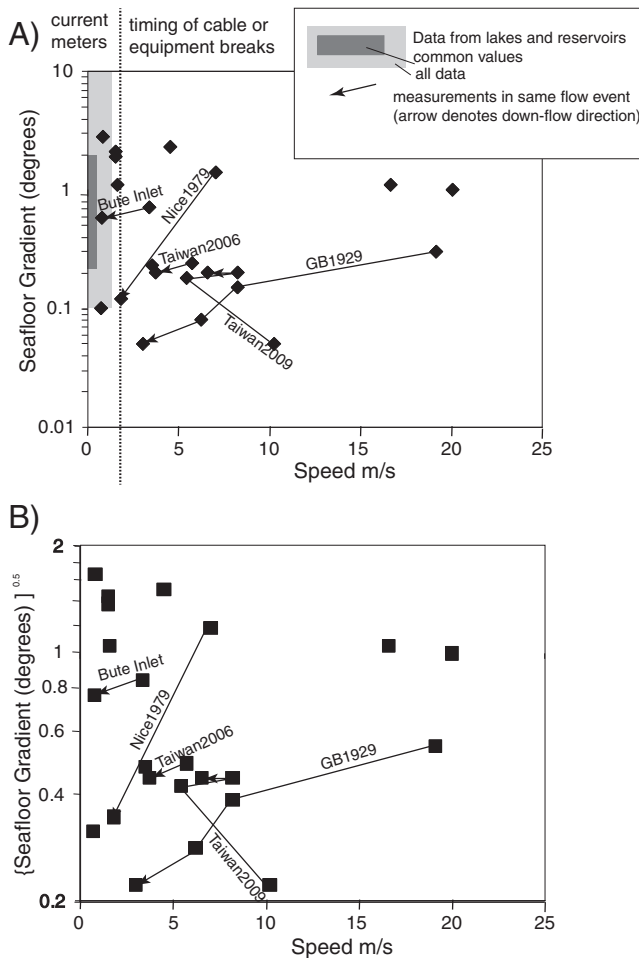 current meters
timing of cable or equipment breaks
A)
Data from lakes and reservoirs
common values
all data
measurements in same flow event
(arrow denotes down-flow direction)
Seafloor Gradient (degrees)
10
1
0.1
0.01
Bute Inlet
Nice1979
Taiwan2006
GB1929
Taiwan2009
0
5
10
15
20
25
Speed m/s
B)
{Seafloor Gradient (degrees) ] 0.5
2
1
0.8
0.6
0.4
0.2
Bute Inlet
Nice1979
Taiwan2006
GB1929
Taiwan2009
0
5
10
15
20
25
Speed m/s